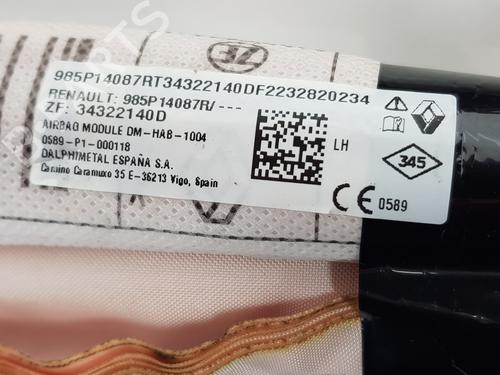 985P14087RT34322140DF2232820234
RENAULT: 985P14087R/ ---
ZF: 34322140D
AIRBAG MODULE DM-HAB-1004
0589-P1-000118
DALPHIMETAL ESPAÑA S.A.
Camino Caramuxo 35 E-36213 Vigo, Spain
LH
345
CE 0589